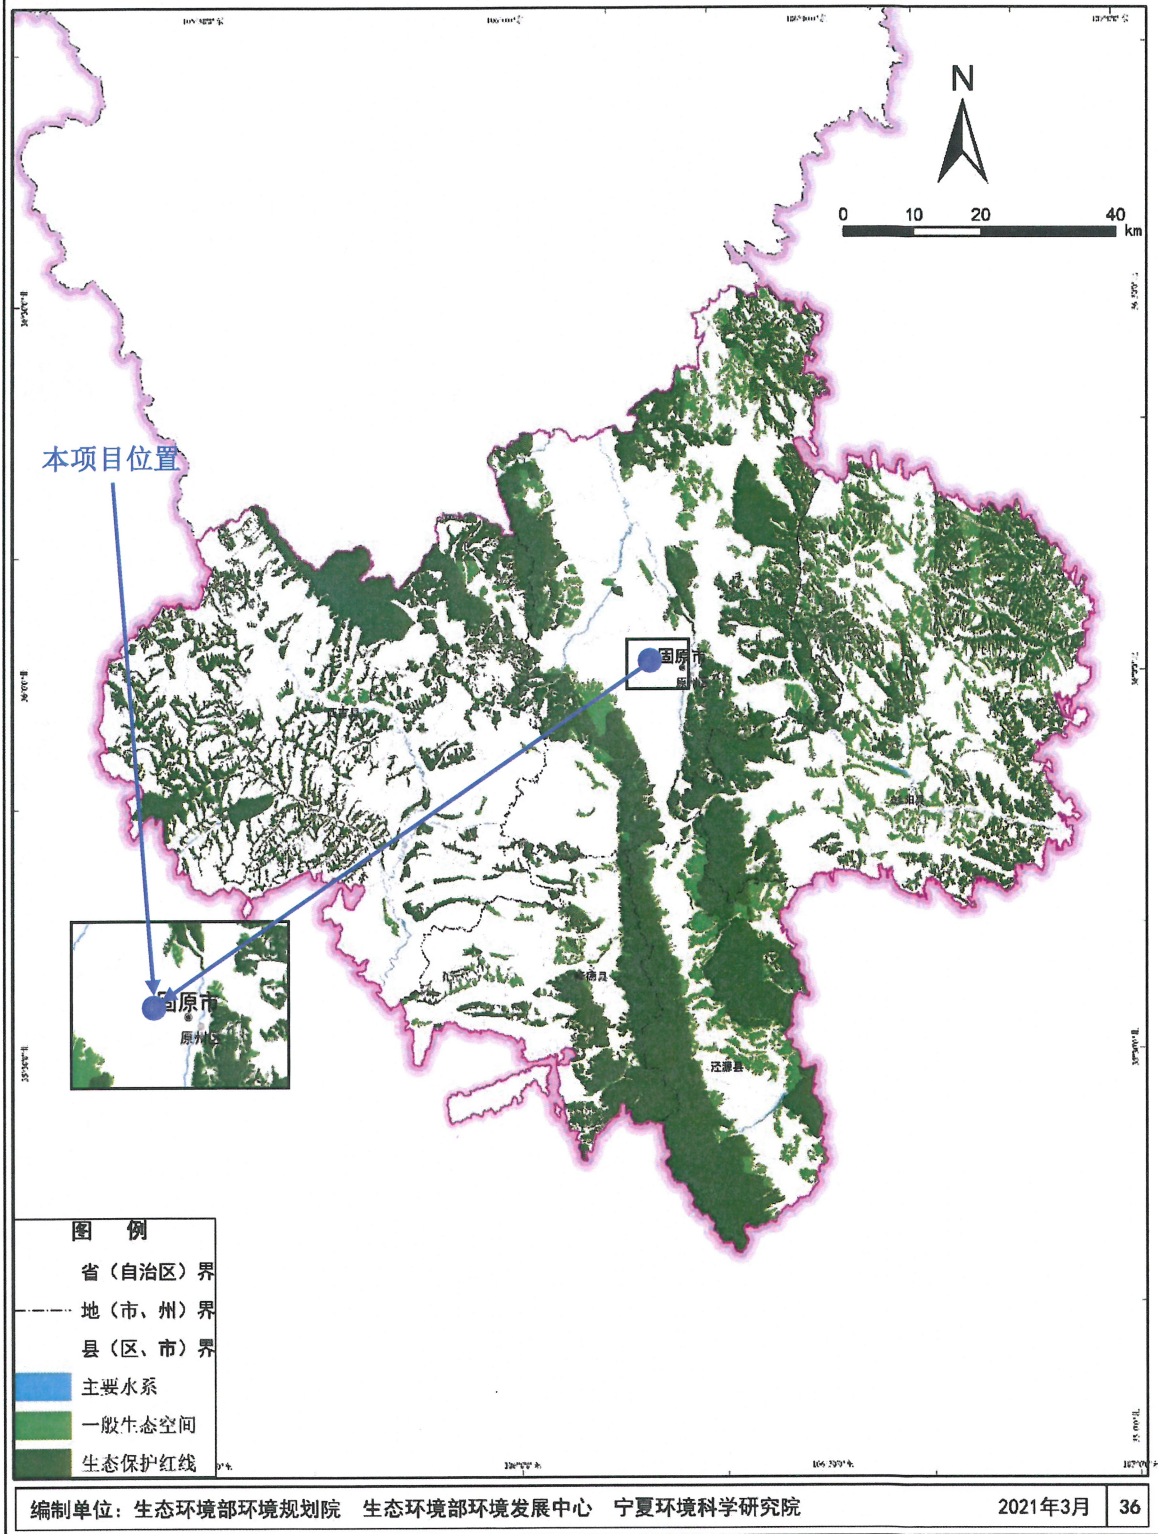 N
0 10 20 40
km
本项目位置
固原市
泾源县
固原市
原州区
图 例
省（自治区）界
地（市、州）界
县（区、市）界
主要水系
一般生态空间
生态保护红线
编制单位：生态环境部环境规划院 生态环境部环境发展中心 宁夏环境科学研究院 2021年3月 36